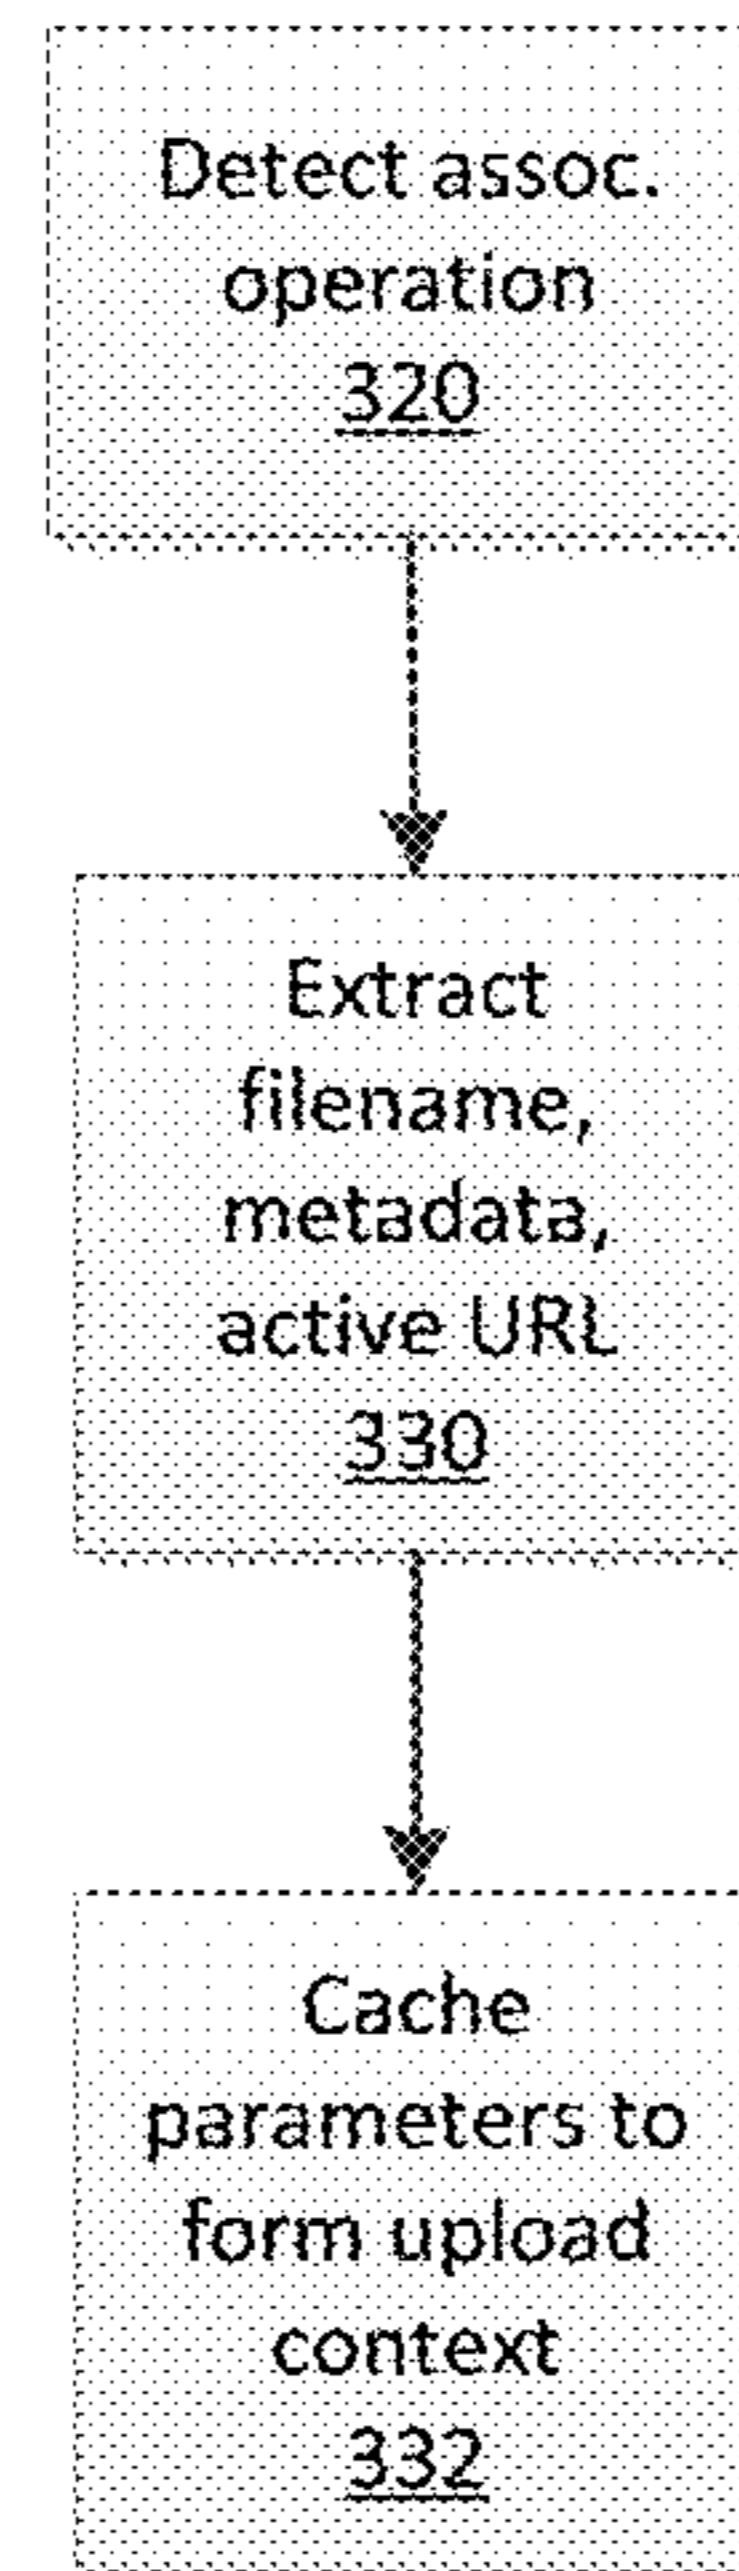 Detect assoc.
operation
320
Extract
filename,
metadata,
active URL
330
Cache
parameters to
form upload
context
332